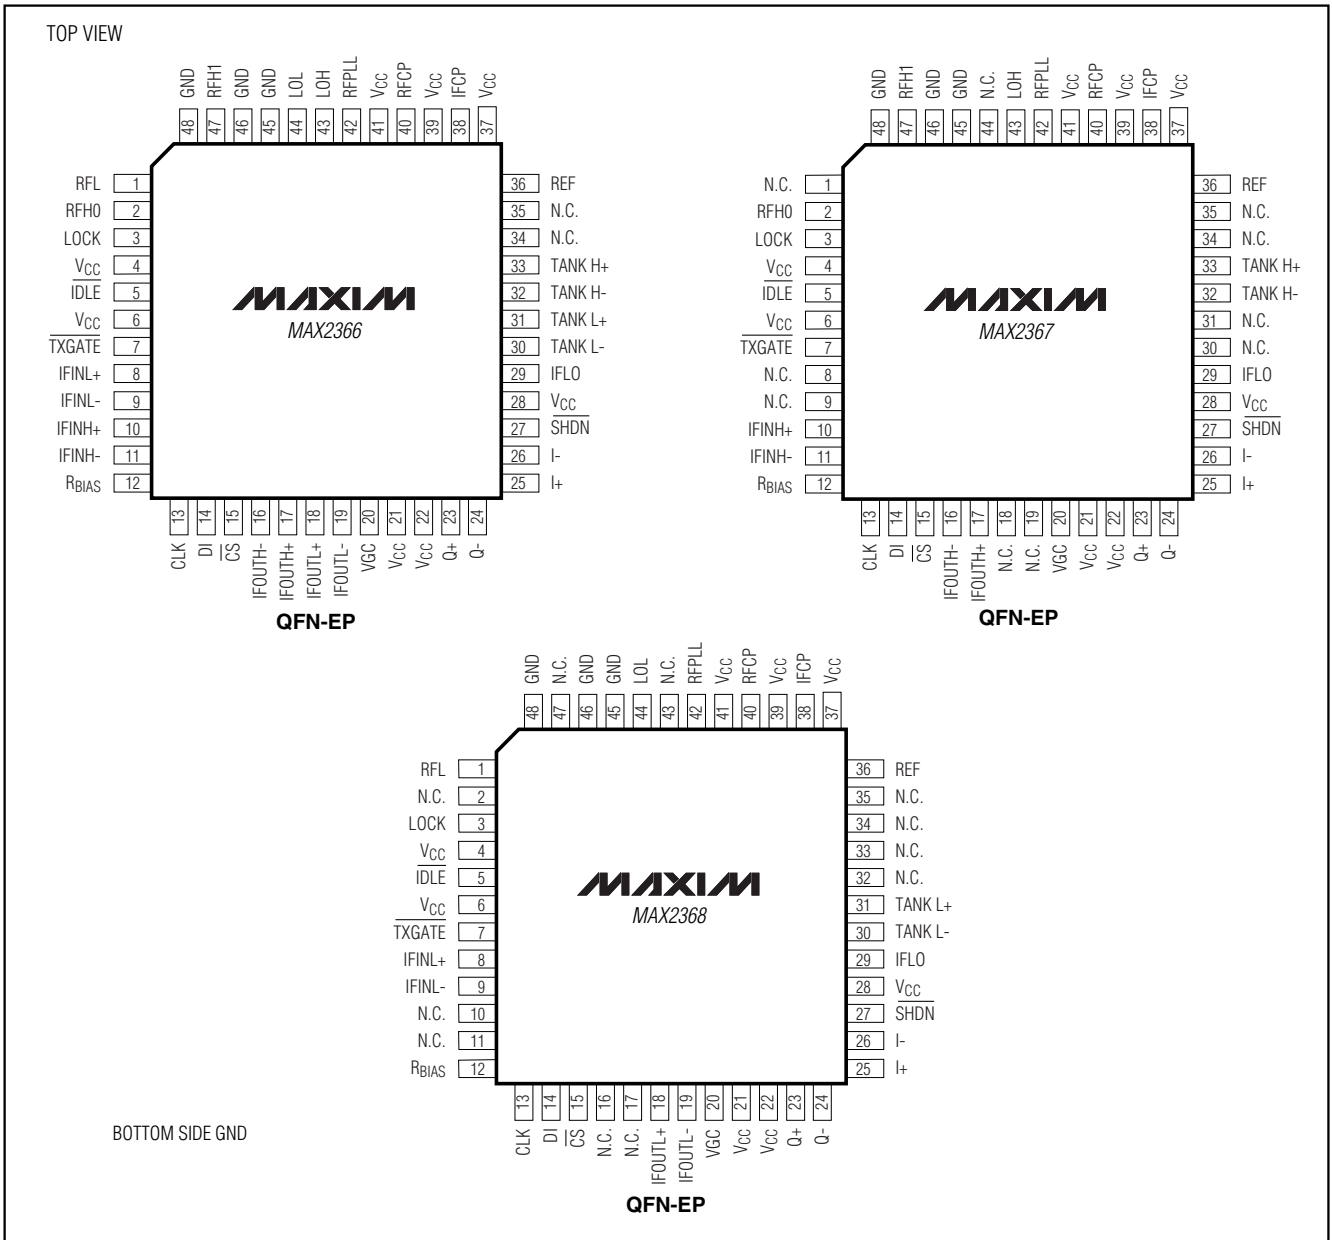 TOP VIEW
GND RFH1 GND GND LOL LOH RFPLL VCC RFCP VCC IFCP VCC
48 47 46 45 44 43 42 41 40 39 38 37
RFL 1
RFH0 2
LOCK 3
VCC 4
IDLE 5
VCC 6
TXGATE 7
IFINL+ 8
IFINL- 9
IFINH+ 10
IFINH- 11
RBIAS 12
MAXIM
MAX2366
36 REF
35 N.C.
34 N.C.
33 TANK H+
32 TANK H-
31 TANK L+
30 TANK L-
29 IFLO
28 VCC
27 SHDN
26 I-
25 I+
13 14 15 16 17 18 19 20 21 22 23 24
CLK DI CS IFOUTH- IFOUTH+ IFOUTL+ IFOUTL- VGC VCC VCC Q+ Q-
QFN-EP
GND RFH1 GND GND N.C. LOH RFPLL VCC RFCP VCC IFCP VCC
48 47 46 45 44 43 42 41 40 39 38 37
N.C. 1
RFH0 2
LOCK 3
VCC 4
IDLE 5
VCC 6
TXGATE 7
N.C. 8
N.C. 9
IFINH+ 10
IFINH- 11
RBIAS 12
MAXIM
MAX2367
36 REF
35 N.C.
34 N.C.
33 TANK H+
32 TANK H-
31 N.C.
30 N.C.
29 IFLO
28 VCC
27 SHDN
26 I-
25 I+
13 14 15 16 17 18 19 20 21 22 23 24
CLK DI CS IFOUTH- IFOUTH+ N.C. N.C. VGC VCC VCC Q+ Q-
QFN-EP
GND N.C. GND GND LOL N.C. RFPLL VCC RFCP VCC IFCP VCC
48 47 46 45 44 43 42 41 40 39 38 37
RFL 1
N.C. 2
LOCK 3
VCC 4
IDLE 5
VCC 6
TXGATE 7
IFINL+ 8
IFINL- 9
N.C. 10
N.C. 11
RBIAS 12
MAXIM
MAX2368
36 REF
35 N.C.
34 N.C.
33 N.C.
32 N.C.
31 TANK L+
30 TANK L-
29 IFLO
28 VCC
27 SHDN
26 I-
25 I+
13 14 15 16 17 18 19 20 21 22 23 24
CLK DI CS N.C. N.C. IFOUTL+ IFOUTL- VGC VCC VCC Q+ Q-
BOTTOM SIDE GND
QFN-EP